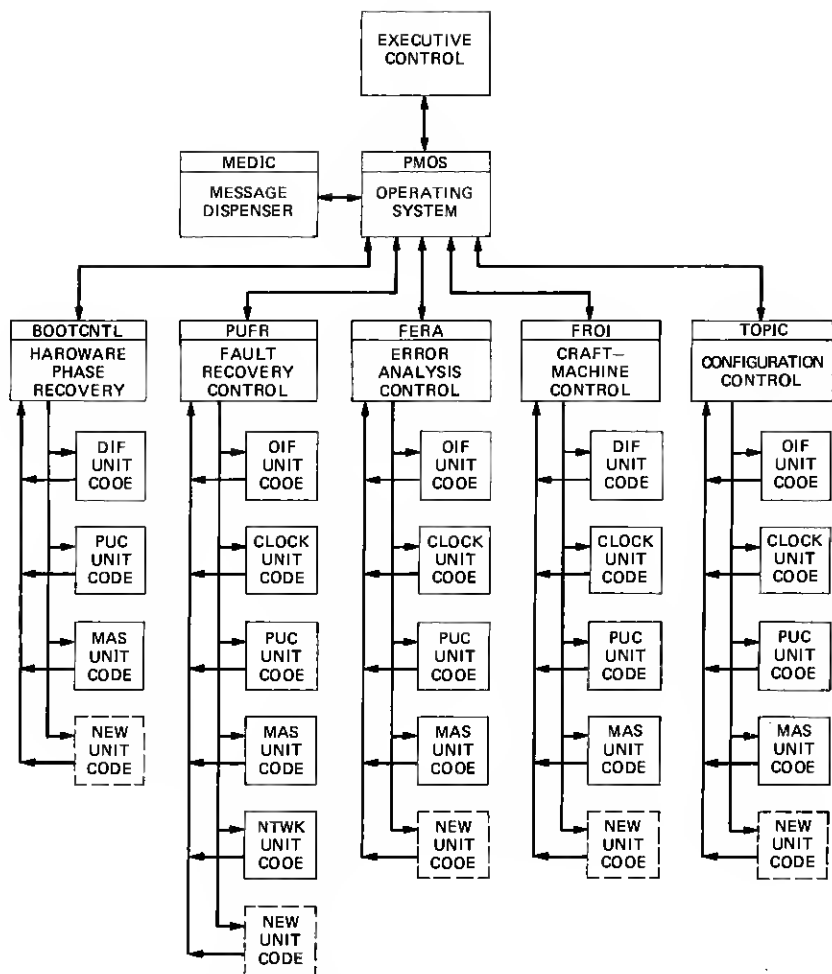 EXECUTIVE
CONTROL
MEDIC
MESSAGE
DISPENSER
PMOS
OPERATING
SYSTEM
BOOTCNTL
HAROWARE
PHASE
RECOVERY
PUFR
FAULT
RECOVERY
CONTROL
FERA
ERROR
ANALYSIS
CONTROL
FROI
CRAFT—
MACHINE
CONTROL
TOPIC
CONFIGURATION
CONTROL
DIF
UNIT
COOE
PUC
UNIT
CODE
MAS
UNIT
CODE
NEW
UNIT
CODE
OIF
UNIT
COOE
CLOCK
UNIT
CODE
PUC
UNIT
CODE
MAS
UNIT
COOE
NTWK
UNIT
COOE
NEW
UNIT
CODE
OIF
UNIT
COOE
CLOCK
UNIT
COOE
PUC
UNIT
CODE
MAS
UNIT
COOE
NEW
UNIT
COOE
DIF
UNIT
CODE
CLOCK
UNIT
CODE
PUC
UNIT
CODE
MAS
UNIT
CODE
NEW
UNIT
CODE
OIF
UNIT
COOE
CLOCK
UNIT
COOE
PUC
UNIT
CODE
MAS
UNIT
COOE
NEW
UNIT
COOE